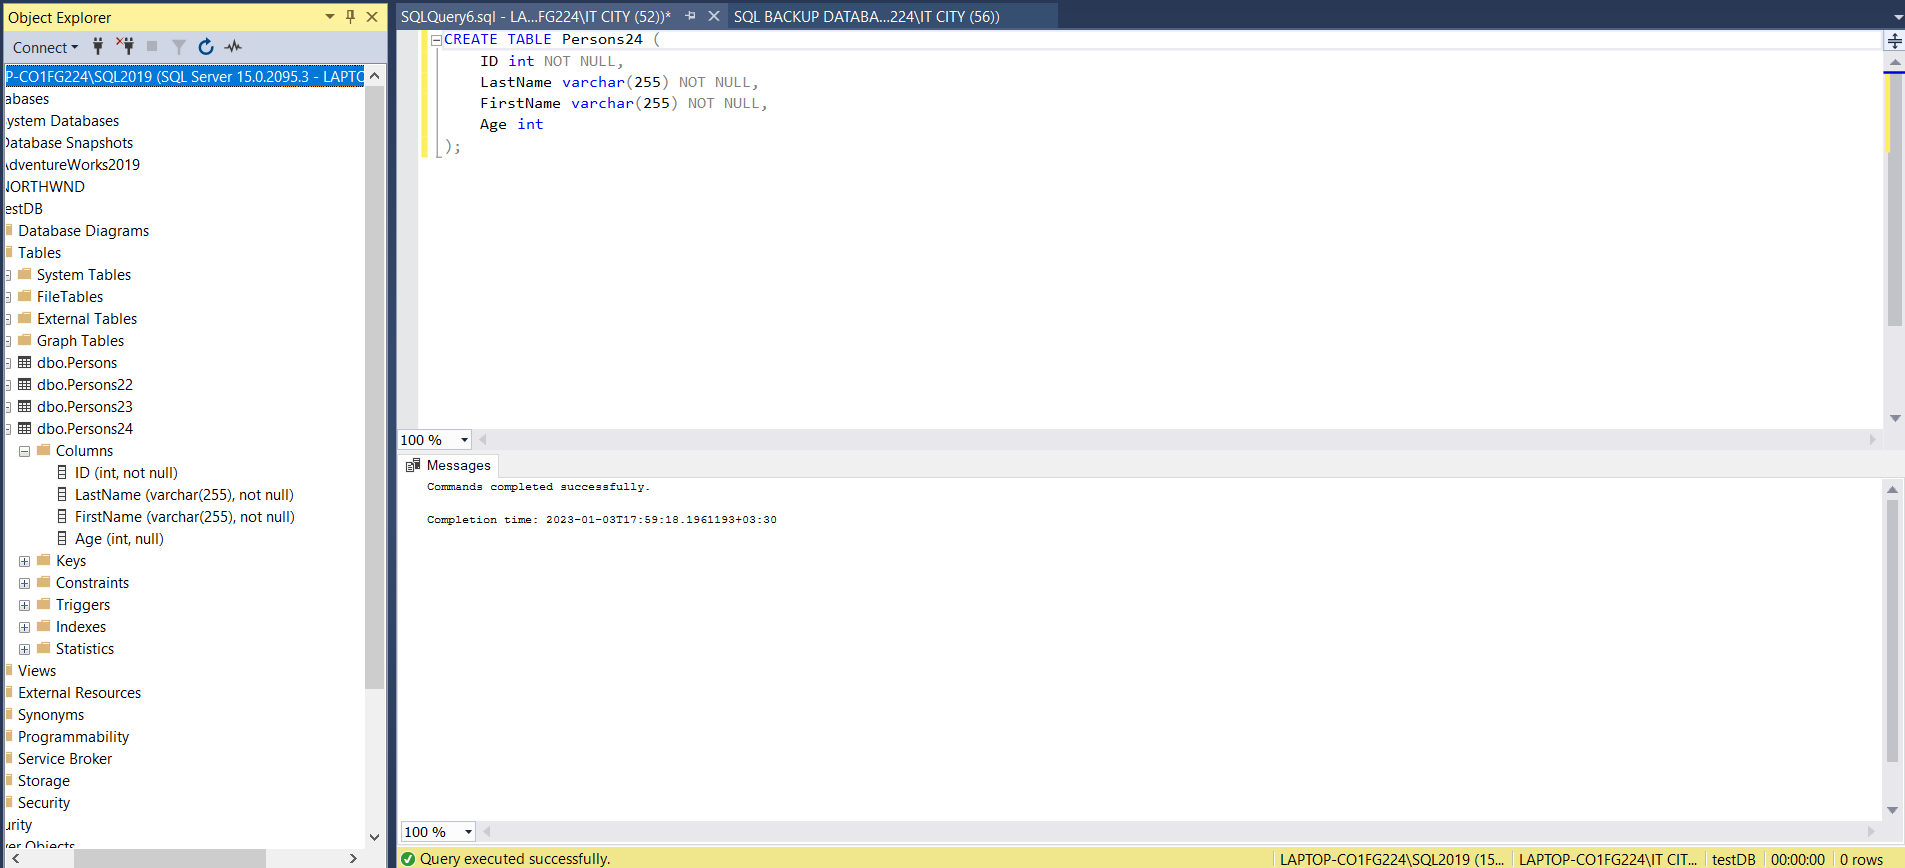 Object Explorer
Connect
P-CO1FG224\SQL2019 (SQL Server 15.0.2095.3 - LAPTO
abases
ystem Databases
Database Snapshots
AdventureWorks2019
NORTHWND
estDB
Database Diagrams
Tables
System Tables
FileTables
External Tables
Graph Tables
dbo.Persons
dbo.Persons22
dbo.Persons23
dbo.Persons24
Columns
ID (int, not null)
LastName (varchar(255), not null)
FirstName (varchar(255), not null)
Age (int, null)
Keys
Constraints
Triggers
Indexes
Statistics
Views
External Resources
Synonyms
Programmability
Service Broker
Storage
Security
urity
ver Objects
SQLQuery6.sql - LA...FG224\IT CITY (52))*
SQL BACKUP DATABA...224\IT CITY (56))
CREATE TABLE Persons24 (
ID int NOT NULL,
LastName varchar(255) NOT NULL,
FirstName varchar(255) NOT NULL,
Age int
);
100 %
Messages
Commands completed successfully.
Completion time: 2023-01-03T17:59:18.1961193+03:30
100 %
Query executed successfully.
LAPTOP-CO1FG224\SQL2019 (15...
LAPTOP-CO1FG224\IT CIT...
testDB
00:00:00
0 rows